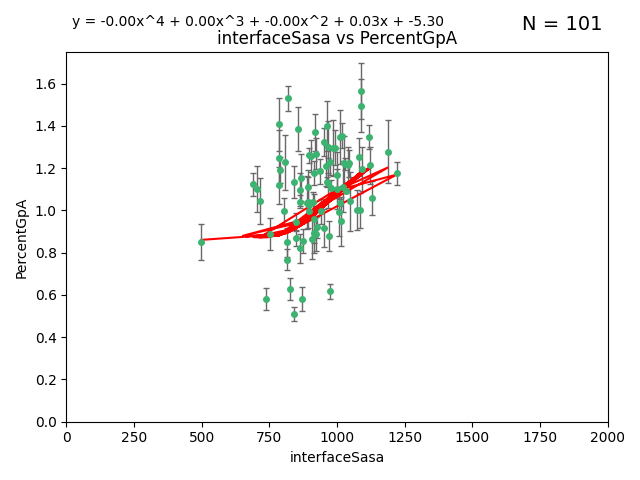 y = -0.00x^4 + 0.00x^3 + -0.00x^2 + 0.03x + -5.30
N = 101
interfaceSasa vs PercentGpA
PercentGpA
1.6
1.4
1.2
1.0
0.8
0.6
0.4
0.2
0.0
0 250 500 750 1000 1250 1500 1750 2000
interfaceSasa